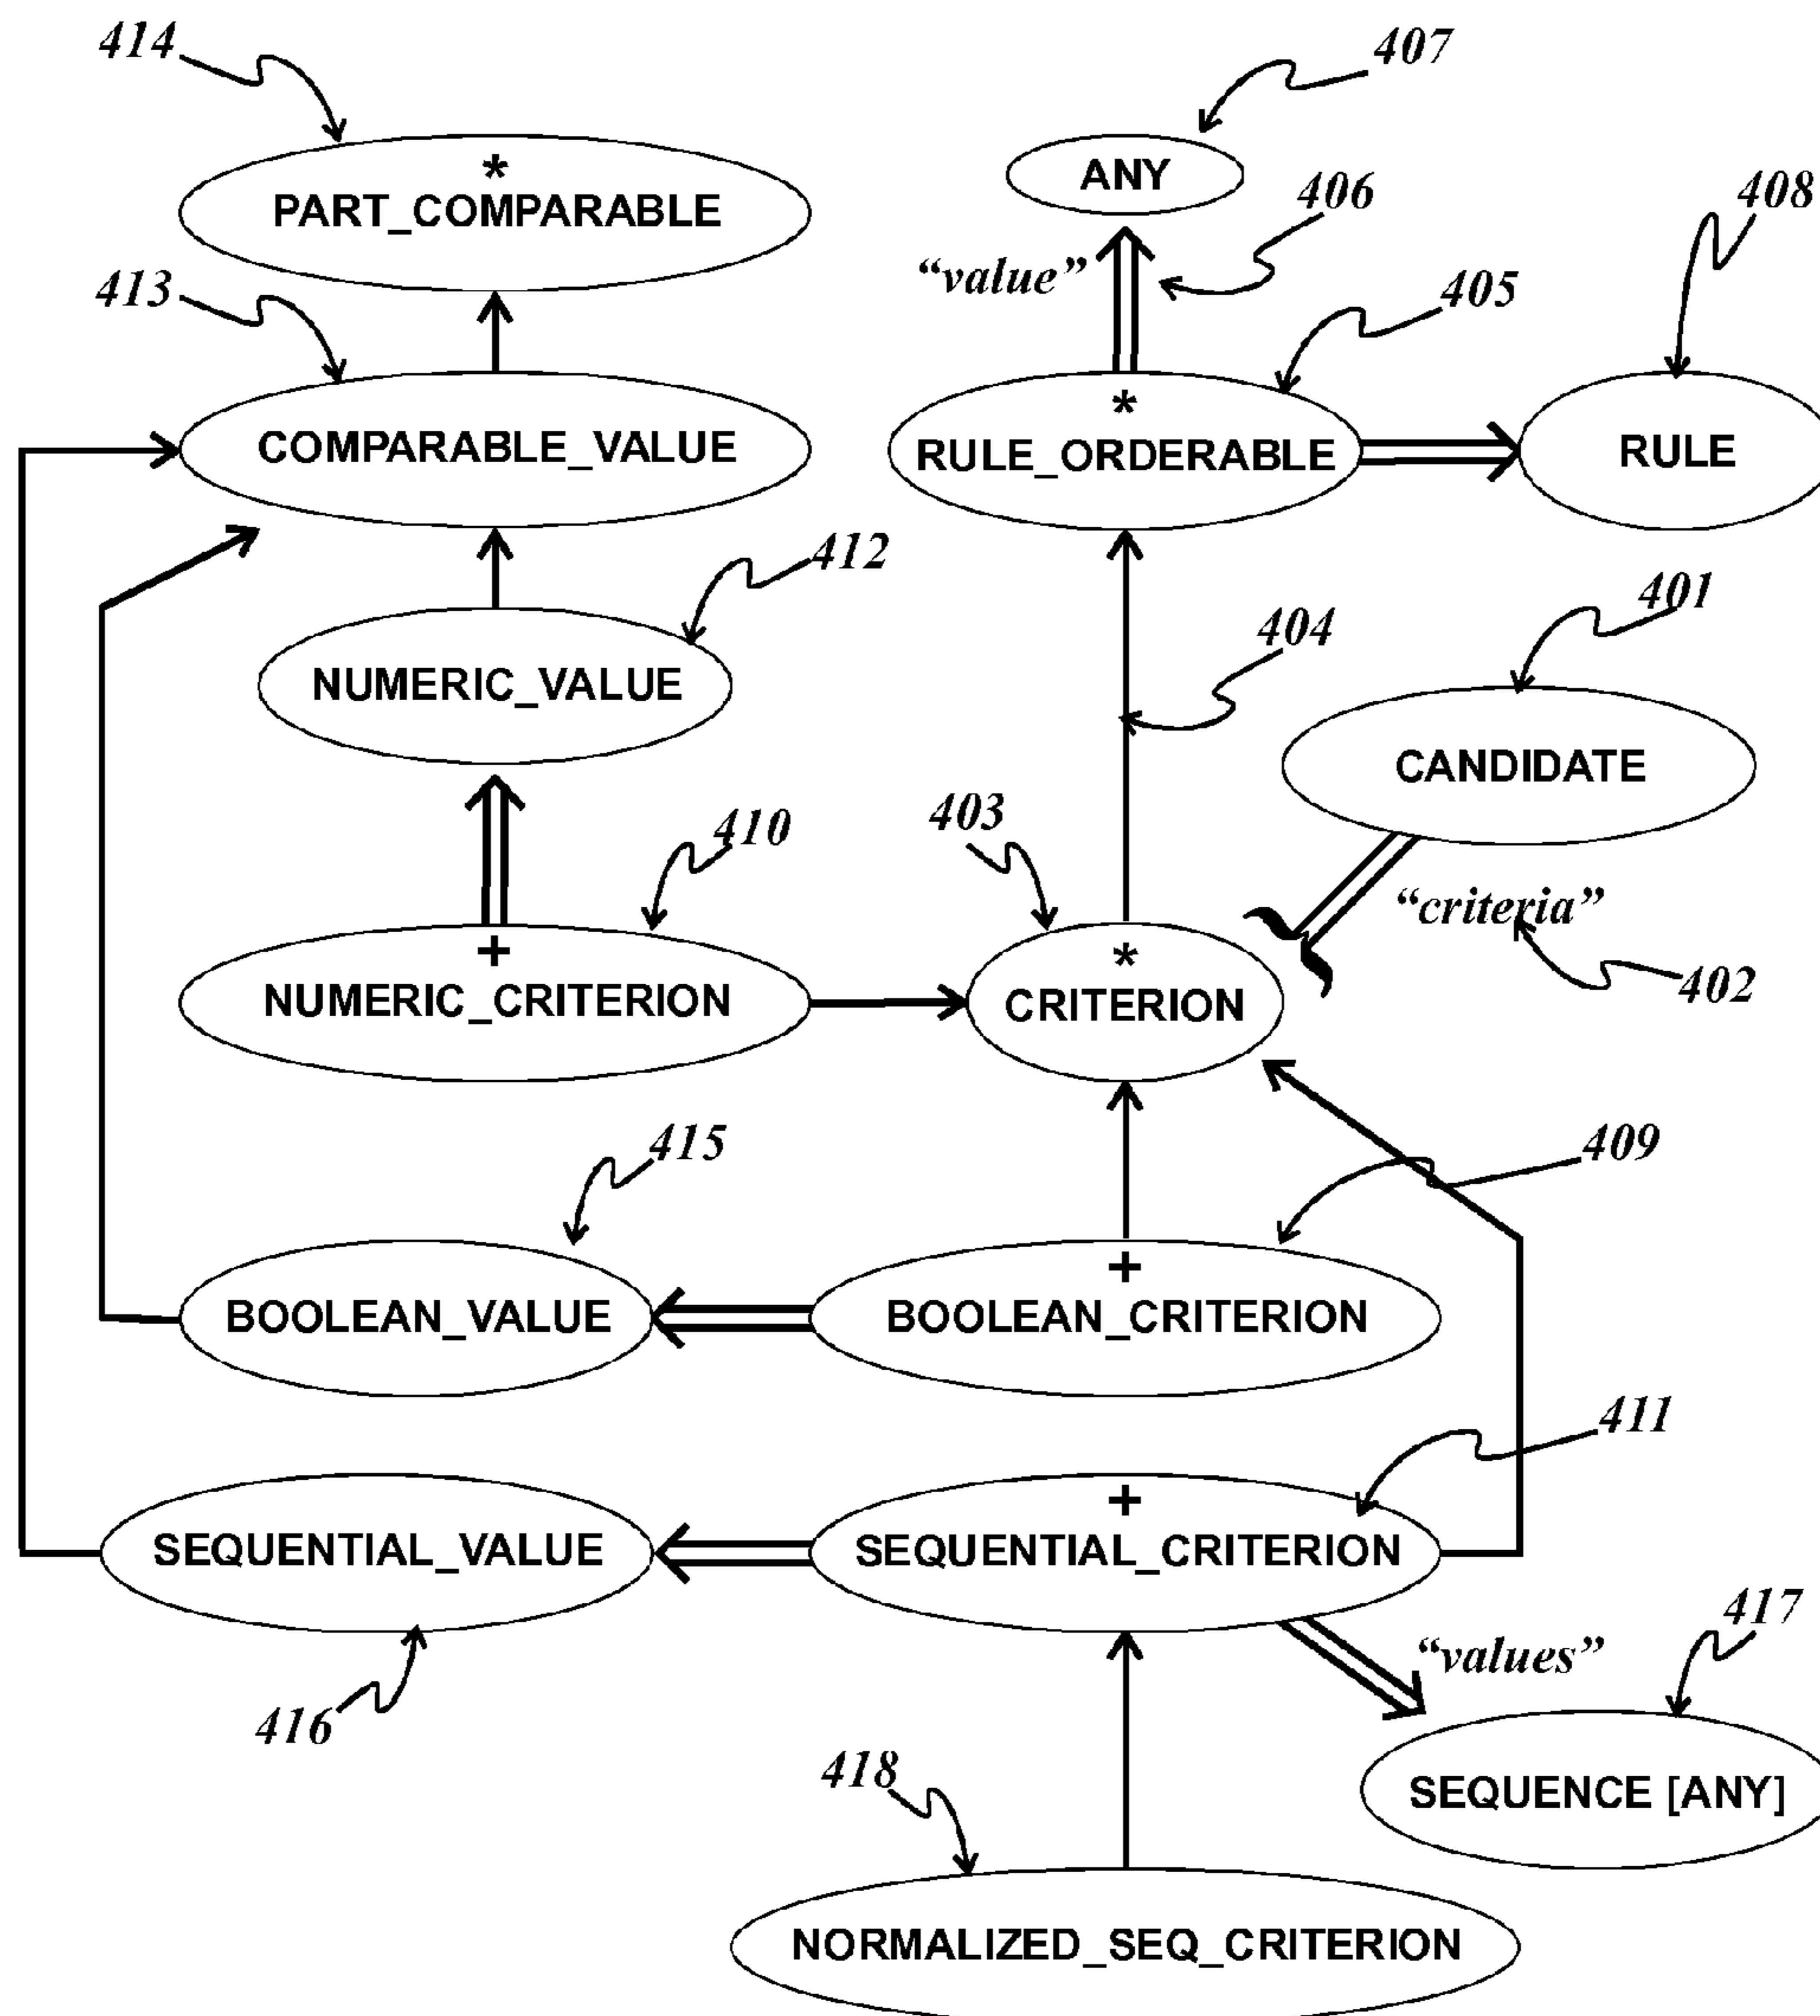 414
407
*
PART_COMPARABLE
ANY
406
408
413
“value”
405
COMPARABLE_VALUE
*
RULE_ORDERABLE
RULE
412
401
404
NUMERIC_VALUE
CANDIDATE
410
403
“criteria”
402
+
NUMERIC_CRITERION
*
CRITERION
415
409
BOOLEAN_VALUE
+
BOOLEAN_CRITERION
411
SEQUENTIAL_VALUE
+
SEQUENTIAL_CRITERION
417
“values”
416
418
SEQUENCE [ANY]
NORMALIZED_SEQ_CRITERION